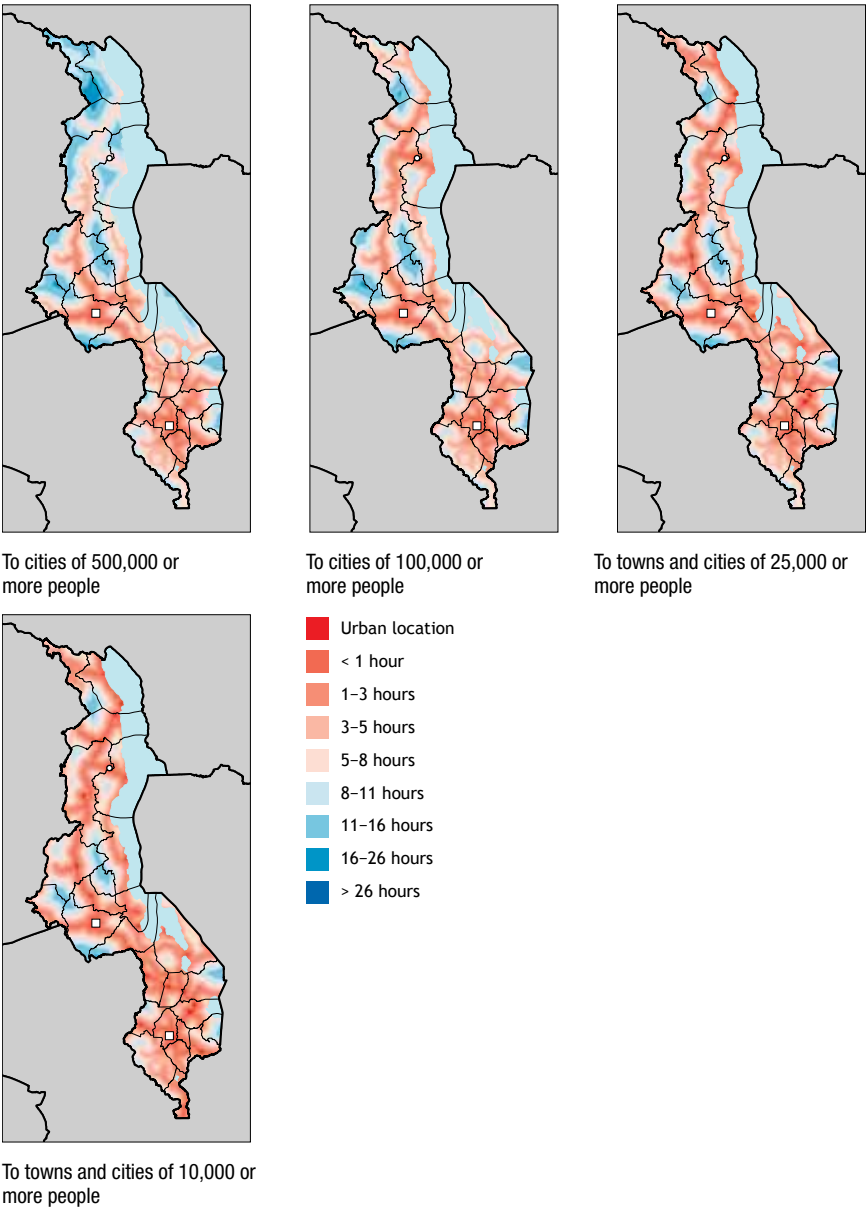 To cities of 500,000 or
more people
To cities of 100,000 or
more people
To towns and cities of 25,000 or
more people
Urban location
< 1 hour
1–3 hours
3–5 hours
5–8 hours
8–11 hours
11–16 hours
16–26 hours
> 26 hours
To towns and cities of 10,000 or
more people